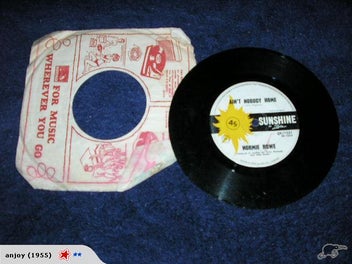 FOR MUSIC
WHEREVER YOU GO
AIN'T NOBODY HOME
45
SUNSHINE
NORMIE ROWE
anjoy (1955)